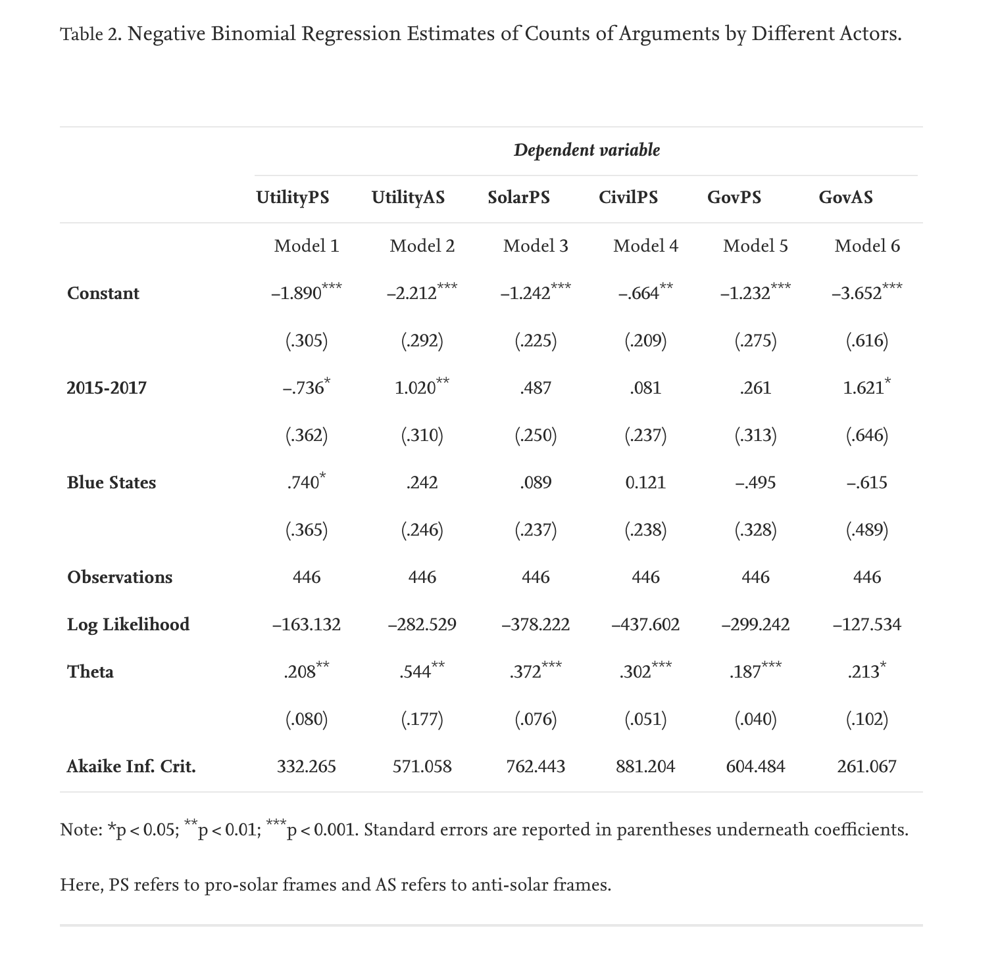 Table 2. Negative Binomial Regression Estimates of Counts of Arguments by Different Actors.
Dependent variable
UtilityPS UtilityAS SolarPS CivilPS GovPS GovAS
Model 1 Model 2 Model 3 Model 4 Model 5 Model 6
Constant –1.890*** –2.212*** –1.242*** –.664** –1.232*** –3.652***
(.305) (.292) (.225) (.209) (.275) (.616)
2015-2017 –.736* 1.020** .487 .081 .261 1.621*
(.362) (.310) (.250) (.237) (.313) (.646)
Blue States .740* .242 .089 0.121 –.495 –.615
(.365) (.246) (.237) (.238) (.328) (.489)
Observations 446 446 446 446 446 446
Log Likelihood –163.132 –282.529 –378.222 –437.602 –299.242 –127.534
Theta .208** .544** .372*** .302*** .187*** .213*
(.080) (.177) (.076) (.051) (.040) (.102)
Akaike Inf. Crit. 332.265 571.058 762.443 881.204 604.484 261.067
Note: *p < 0.05; **p < 0.01; ***p < 0.001. Standard errors are reported in parentheses underneath coefficients.
Here, PS refers to pro-solar frames and AS refers to anti-solar frames.